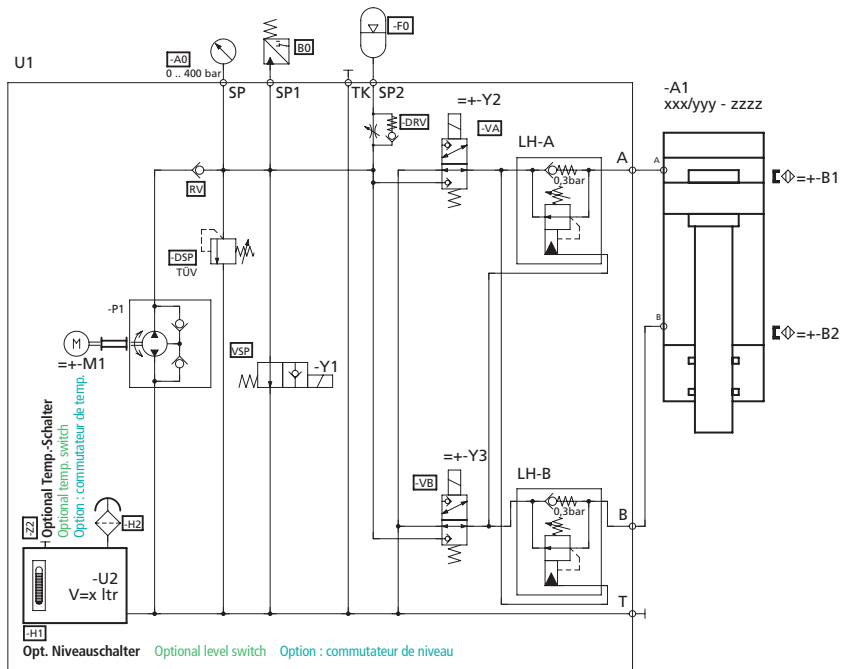 U1
-A0
0 .. 400 bar
B0
-F0
SP
SP1
TK
SP2
-DRV
=+-Y2
-VA
LH-A
0,3bar
A
-A1
xxx/yyy - zzzz
A
=+-B1
RV
-DSP
TÜV
-P1
M
=+-M1
VSP
-Y1
B
=+-B2
=+-Y3
-VB
LH-B
0,3bar
B
T
-Z2
Optional Temp.-Schalter
Optional temp. switch
Option : commutateur de temp.
-H2
-U2
V=x ltr
-H1
Opt. Niveauschalter Optional level switch Option : commutateur de niveau